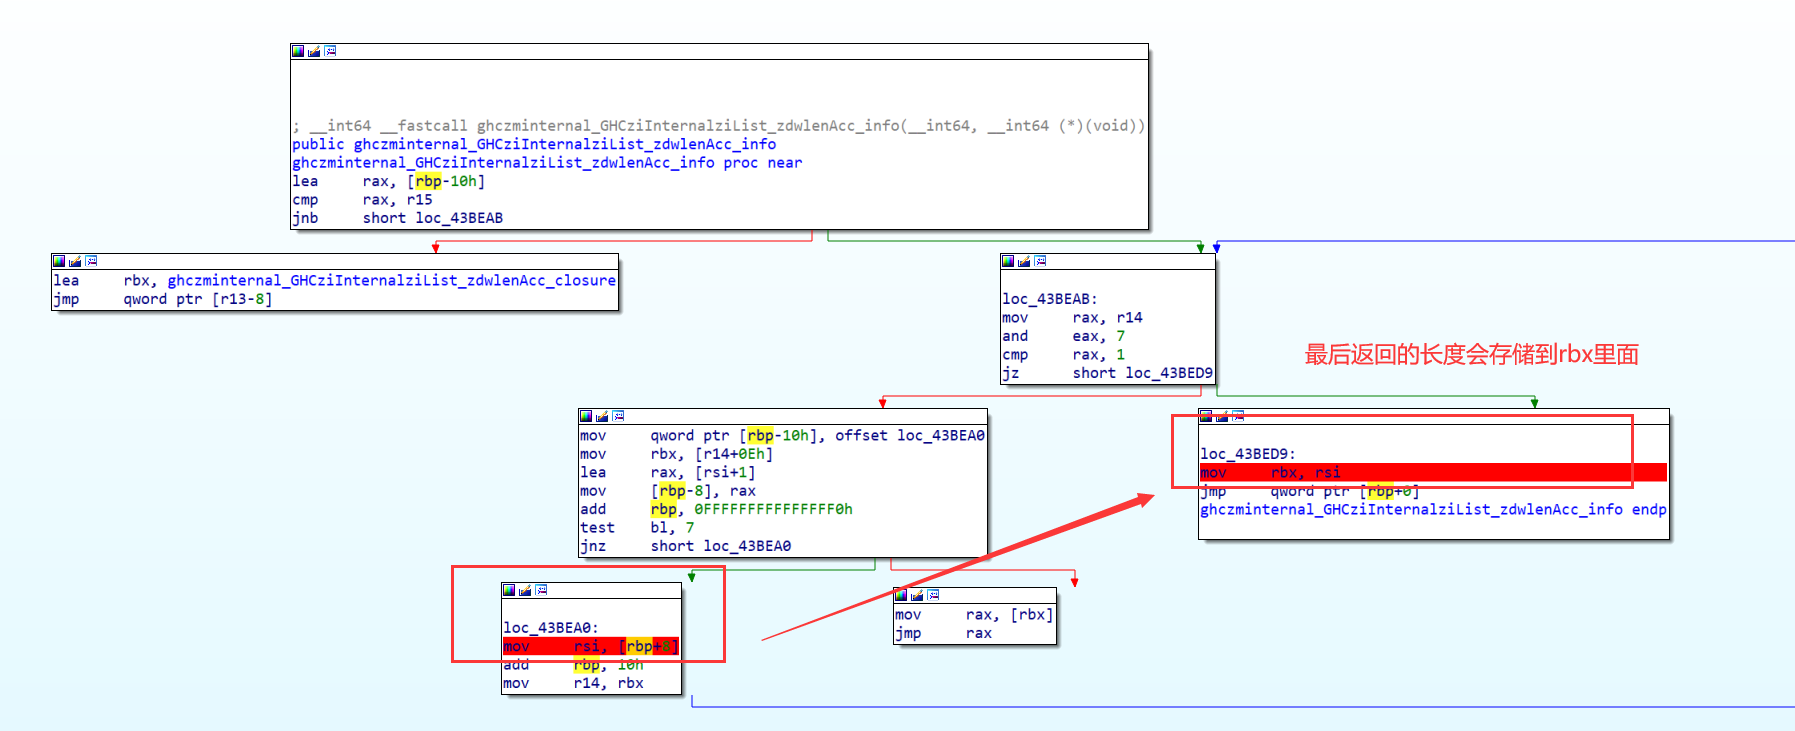 ; __int64 __fastcall ghczminternal_GHCziInternalziList_zdwlenAcc_info(__int64, __int64 (*)(void))
public ghczminternal_GHCziInternalziList_zdwlenAcc_info
ghczminternal_GHCziInternalziList_zdwlenAcc_info proc near
lea rax, [rbp-10h]
cmp rax, r15
jnb short loc_43BEAB
lea rbx, ghczminternal_GHCziInternalziList_zdwlenAcc_closure
jmp qword ptr [r13-8]
loc_43BEAB:
mov rax, r14
and eax, 7
cmp rax, 1
jz short loc_43BED9
最后返回的长度会存储到rbx里面
mov qword ptr [rbp-10h], offset loc_43BEA0
mov rbx, [r14+0Eh]
lea rax, [rsi+1]
mov [rbp-8], rax
add rbp, 0FFFFFFFFFFFFFFF0h
test bl, 7
jnz short loc_43BEA0
loc_43BED9:
mov rbx, rsi
jmp qword ptr [rbp+0]
ghczminternal_GHCziInternalziList_zdwlenAcc_info endp
loc_43BEA0:
mov rsi, [rbp+8]
add rbp, 10h
mov r14, rbx
mov rax, [rbx]
jmp rax